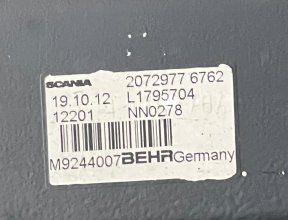 SCANIA 2072977 6762
19.10.12 L1795704
12201 NN0278
M9244007 BEHR Germany